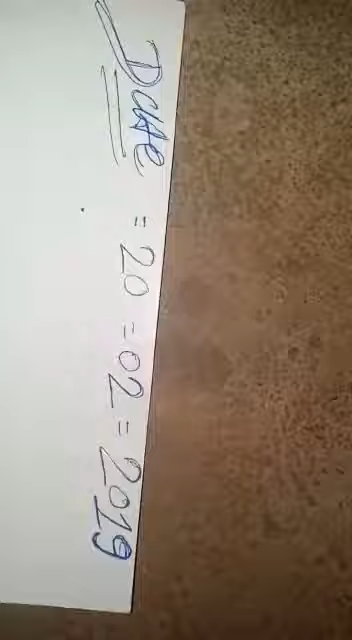 Date = 20 = 02 = 2019